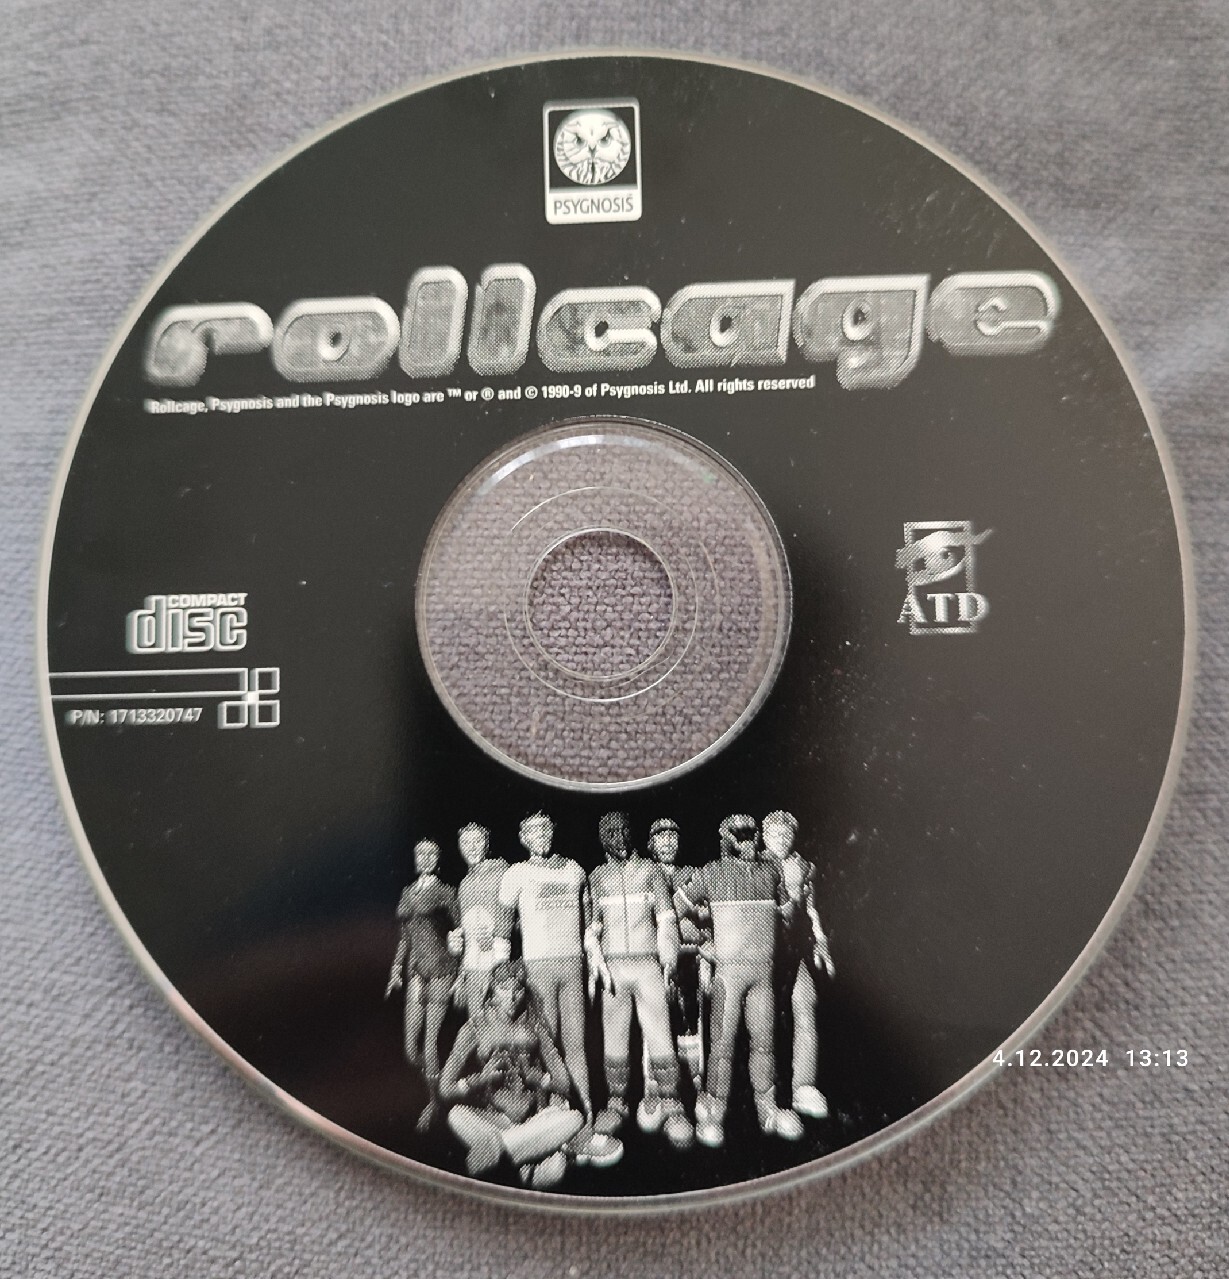 PSYGNOSIS
rollcage
Rollcage, Psygnosis and the Psygnosis logo are ™ or ® and © 1990-9 of Psygnosis Ltd. All rights reserved
ATD
COMPACT
disc
P/N: 1713320747
4.12.2024 13:13